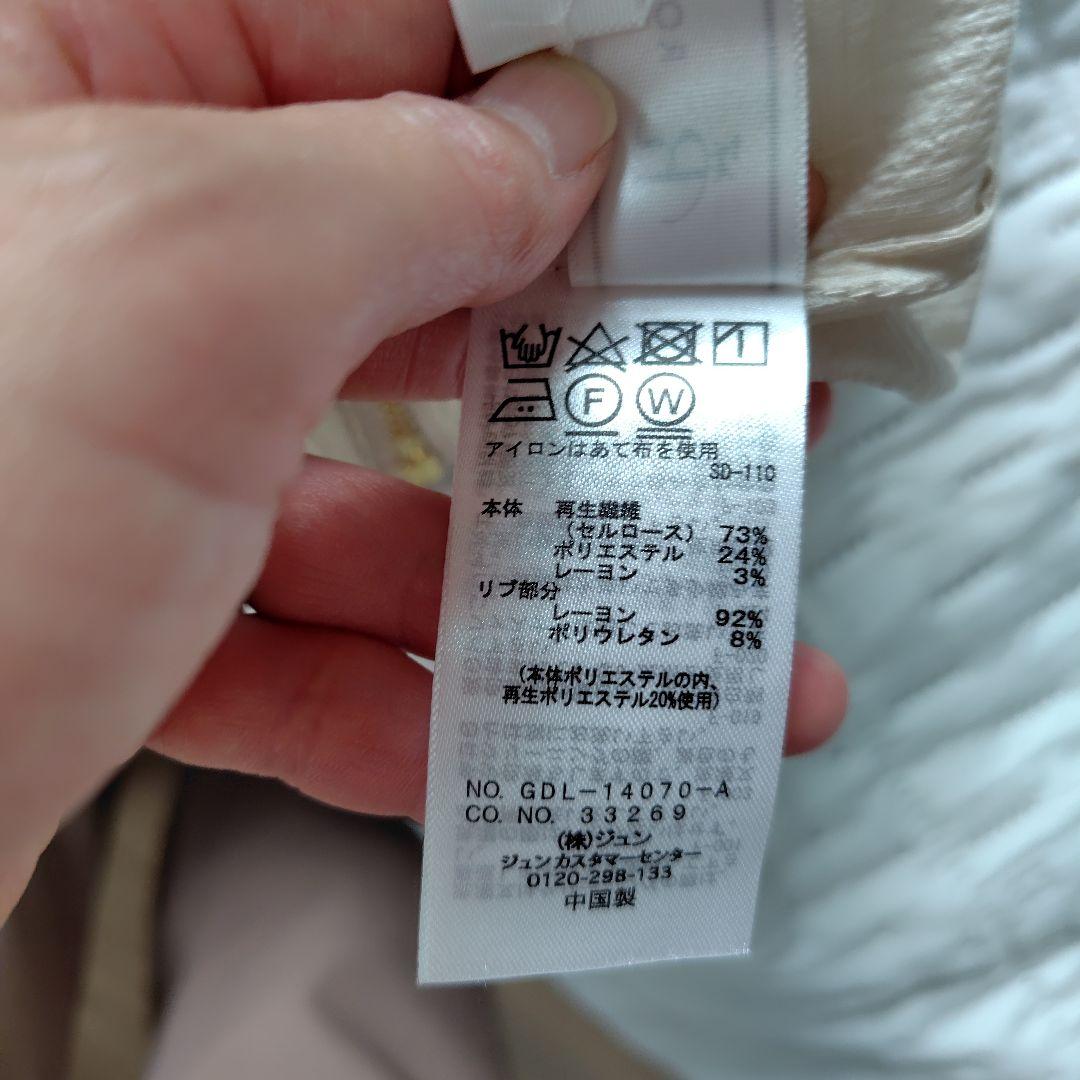 F W
アイロンはあて布を使用
SD-110
本体 再生繊維
(セルロース) 73%
ポリエステル 24%
レーヨン 3%
リブ部分
レーヨン 92%
ポリウレタン 8%
(本体ポリエステルの内、
再生ポリエステル20%使用)
NO. GDL-14070-A
CO. NO. 33269
(株)ジュン
ジュンカスタマーセンター
0120-298-133
中国製